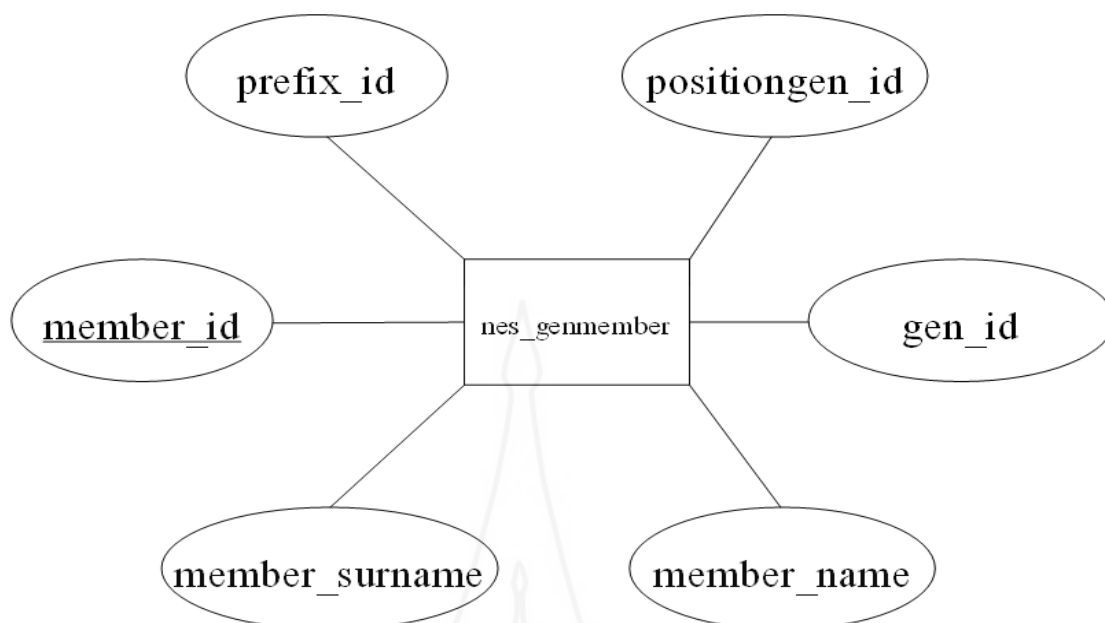 prefix_id
positiongen_id
member_id
nes_genmember
gen_id
member_surname
member_name